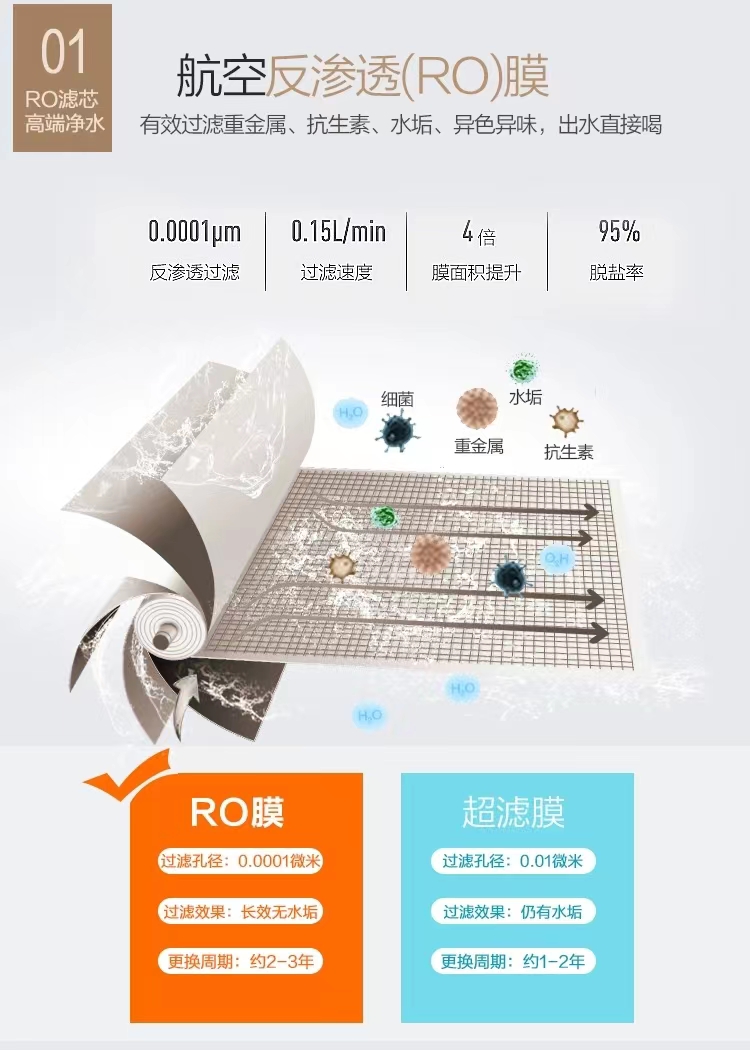 01
RO滤芯
高端净水
航空反渗透(RO)膜
有效过滤重金属、抗生素、水垢、异色异味，出水直接喝
0.0001μm 0.15L/min 4倍 95%
反渗透过滤 过滤速度 膜面积提升 脱盐率
水垢
细菌
H₂O
重金属
抗生素
O₂H
H₂O
H₂O
RO膜
过滤孔径：0.0001微米
过滤效果：长效无水垢
更换周期：约2-3年
超滤膜
过滤孔径：0.01微米
过滤效果：仍有水垢
更换周期：约1-2年